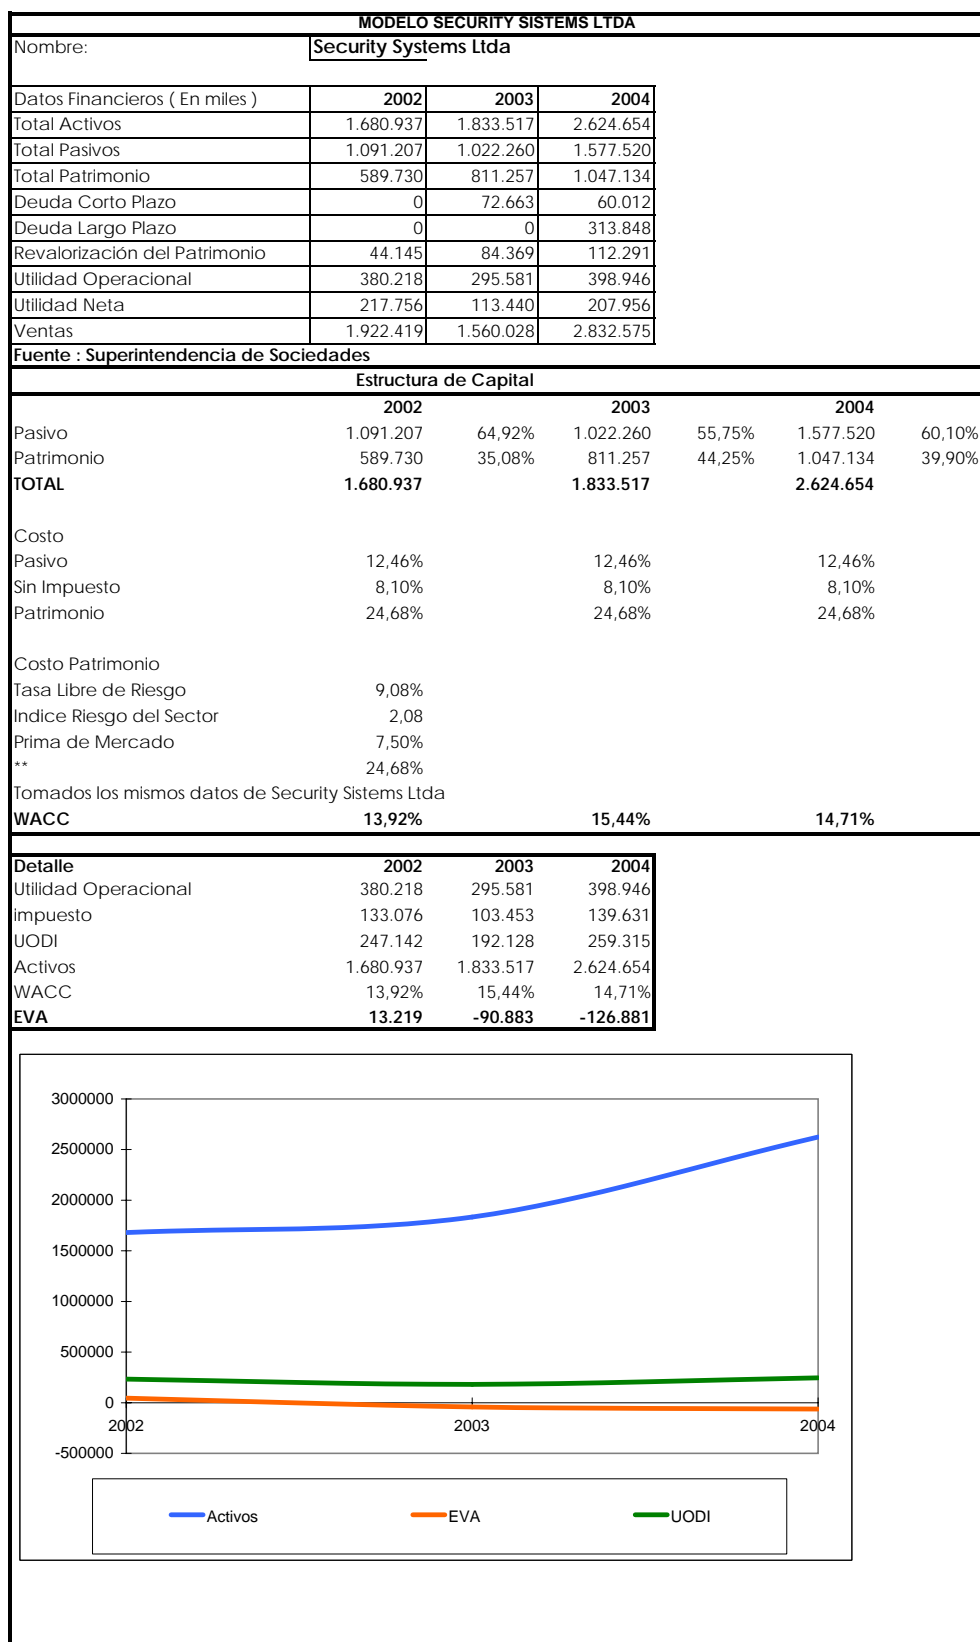 MODELO SECURITY SISTEMS LTDA
Nombre: Security Systems Ltda
Datos Financieros ( En miles ) 2002 2003 2004
Total Activos 1.680.937 1.833.517 2.624.654
Total Pasivos 1.091.207 1.022.260 1.577.520
Total Patrimonio 589.730 811.257 1.047.134
Deuda Corto Plazo 0 72.663 60.012
Deuda Largo Plazo 0 0 313.848
Revalorización del Patrimonio 44.145 84.369 112.291
Utilidad Operacional 380.218 295.581 398.946
Utilidad Neta 217.756 113.440 207.956
Ventas 1.922.419 1.560.028 2.832.575
Fuente : Superintendencia de Sociedades
Estructura de Capital
2002 2003 2004
Pasivo 1.091.207 64,92% 1.022.260 55,75% 1.577.520 60,10%
Patrimonio 589.730 35,08% 811.257 44,25% 1.047.134 39,90%
TOTAL 1.680.937 1.833.517 2.624.654
Costo
Pasivo 12,46% 12,46% 12,46%
Sin Impuesto 8,10% 8,10% 8,10%
Patrimonio 24,68% 24,68% 24,68%
Costo Patrimonio
Tasa Libre de Riesgo 9,08%
Indice Riesgo del Sector 2,08
Prima de Mercado 7,50%
** 24,68%
Tomados los mismos datos de Security Sistems Ltda
WACC 13,92% 15,44% 14,71%
Detalle 2002 2003 2004
Utilidad Operacional 380.218 295.581 398.946
impuesto 133.076 103.453 139.631
UODI 247.142 192.128 259.315
Activos 1.680.937 1.833.517 2.624.654
WACC 13,92% 15,44% 14,71%
EVA 13.219 -90.883 -126.881
3000000
2500000
2000000
1500000
1000000
500000
0
2002 2003 2004
-500000
Activos EVA UODI